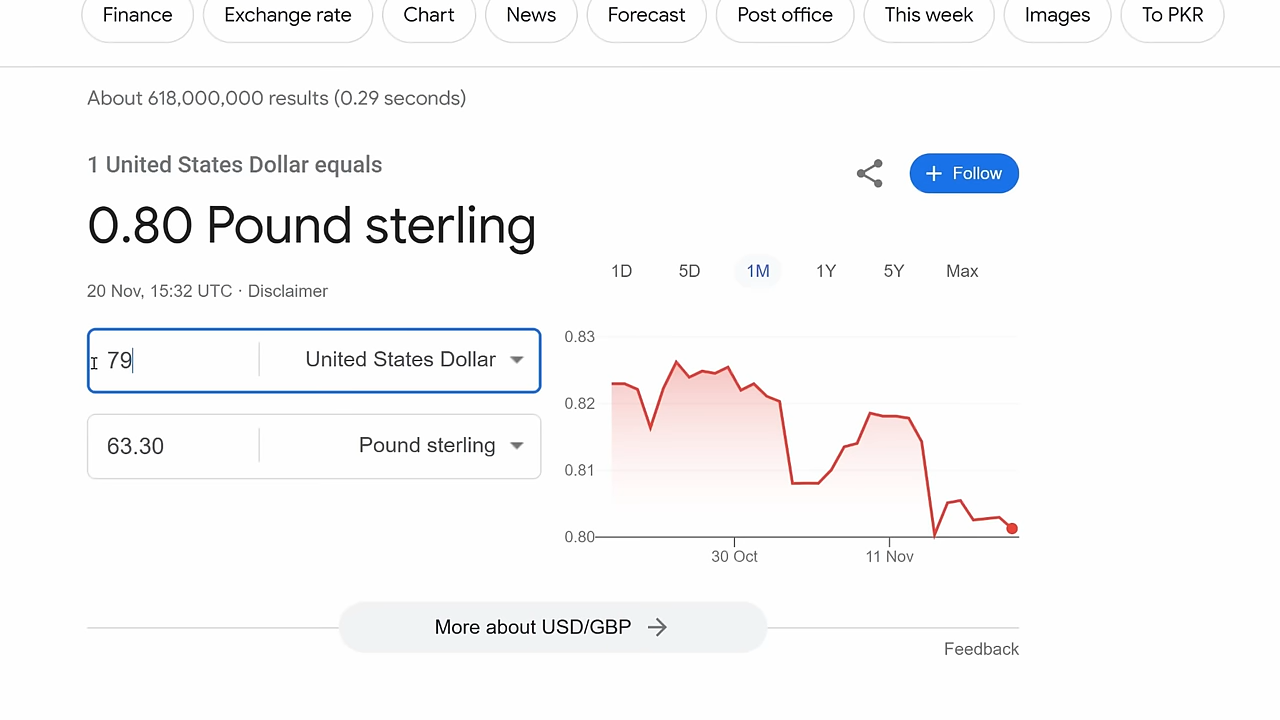 Finance Exchange rate Chart News Forecast Post office This week Images To PKR
About 618,000,000 results (0.29 seconds)
1 United States Dollar equals
Follow
0.80 Pound sterling
1D 5D 1M 1Y 5Y Max
20 Nov, 15:32 UTC · Disclaimer
79 United States Dollar
63.30 Pound sterling
0.83
0.82
0.81
0.80
30 Oct 11 Nov
More about USD/GBP
Feedback